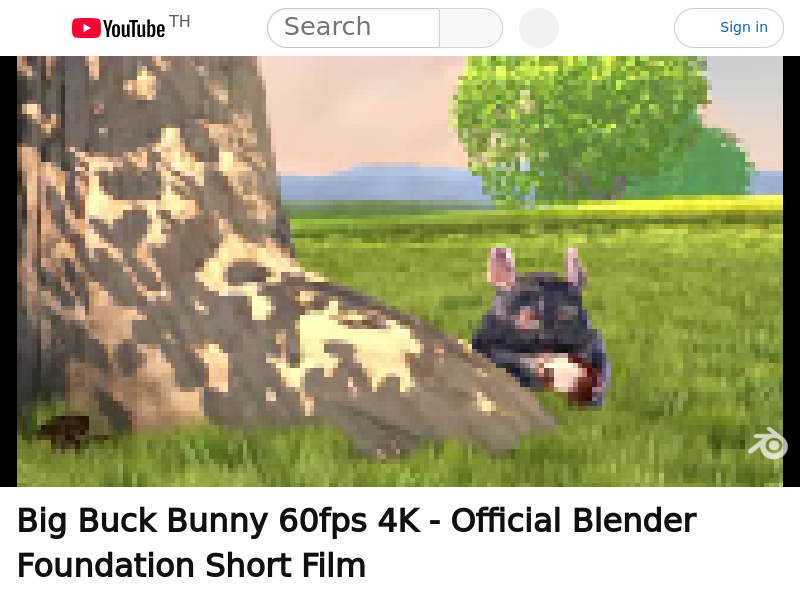 YouTube TH
Search
Sign in
Big Buck Bunny 60fps 4K - Official Blender
Foundation Short Film